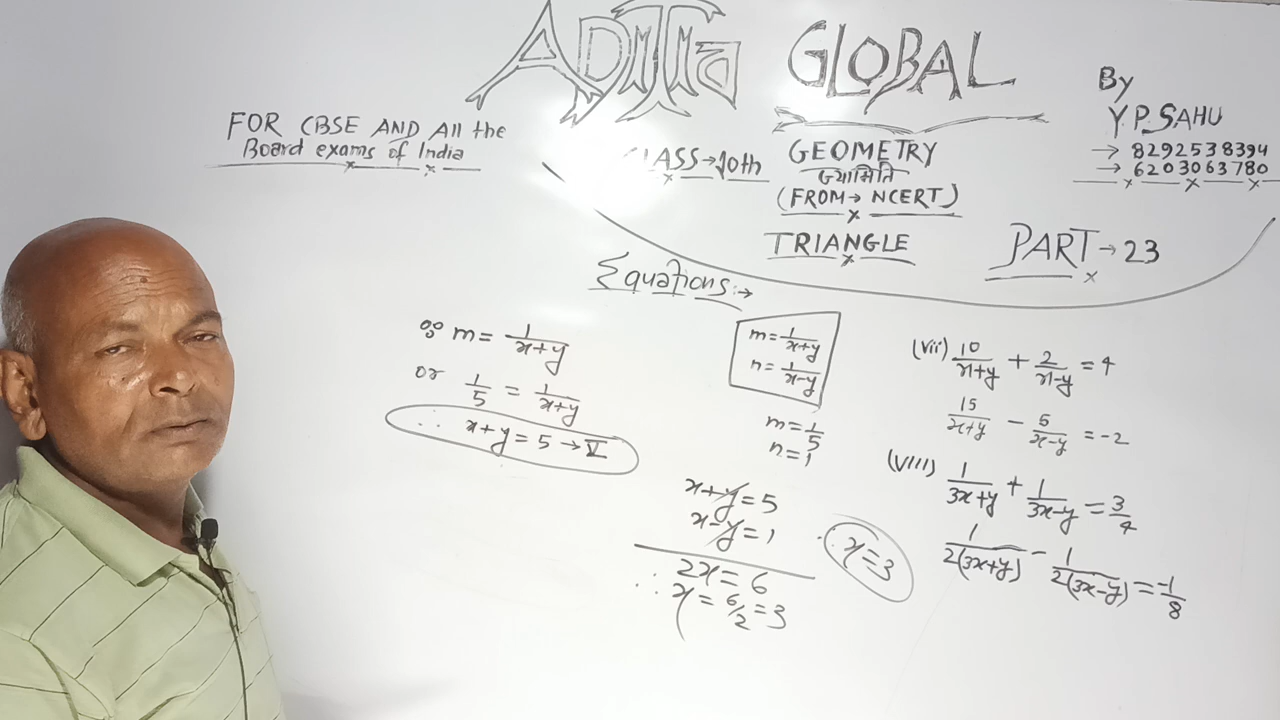 ADITYA GLOBAL
By
Y.P. SAHU
→ 8292538394
→ 6203063780
FOR CBSE AND All the
Board exams of India
CLASS→10th
GEOMETRY
ज्यामिति
(FROM→ NCERT)
TRIANGLE
PART→23
Equations:→
∵ m = 1/(x+y)
or 1/5 = 1/(x+y)
∴ x+y = 5 → V
m = 1/(x+y)
n = 1/(x-y)
m = 1/5
n = 1
x+y = 5
x-y = 1
2x = 6
∴ x = 6/2 = 3
∴ x = 3
(vii) 10/(x+y) + 2/(x-y) = 4
15/(x+y) - 5/(x-y) = -2
(VIII) 1/(3x+y) + 1/(3x-y) = 3/4
1/2(3x+y) - 1/2(3x-y) = -1/8